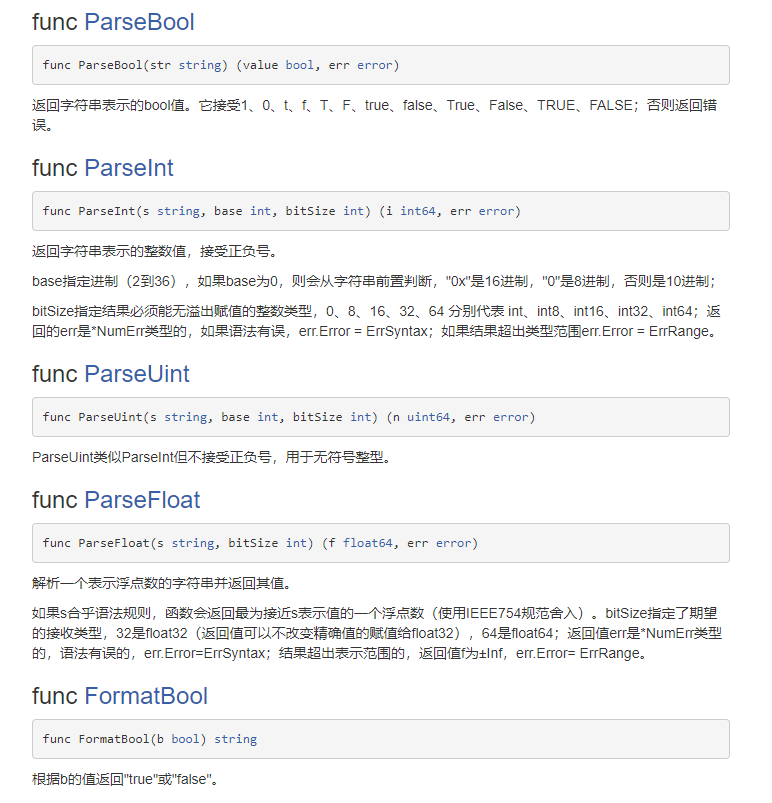 func ParseBool
func ParseBool(str string) (value bool, err error)
返回字符串表示的bool值。它接受1、0、t、f、T、F、true、false、True、False、TRUE、FALSE；否则返回错
误。
func ParseInt
func ParseInt(s string, base int, bitSize int) (i int64, err error)
返回字符串表示的整数值，接受正负号。
base指定进制（2到36），如果base为0，则会从字符串前置判断，"0x"是16进制，"0"是8进制，否则是10进制；
bitSize指定结果必须能无溢出赋值的整数类型，0、8、16、32、64 分别代表 int、int8、int16、int32、int64；返
回的err是*NumErr类型的，如果语法有误，err.Error = ErrSyntax；如果结果超出类型范围err.Error = ErrRange。
func ParseUint
func ParseUint(s string, base int, bitSize int) (n uint64, err error)
ParseUint类似ParseInt但不接受正负号，用于无符号整型。
func ParseFloat
func ParseFloat(s string, bitSize int) (f float64, err error)
解析一个表示浮点数的字符串并返回其值。
如果s合乎语法规则，函数会返回最为接近s表示值的一个浮点数（使用IEEE754规范舍入）。bitSize指定了期望
的接收类型，32是float32（返回值可以不改变精确值的赋值给float32），64是float64；返回值err是*NumErr类型
的，语法有误的，err.Error=ErrSyntax；结果超出表示范围的，返回值f为±Inf，err.Error= ErrRange。
func FormatBool
func FormatBool(b bool) string
根据b的值返回"true"或"false"。